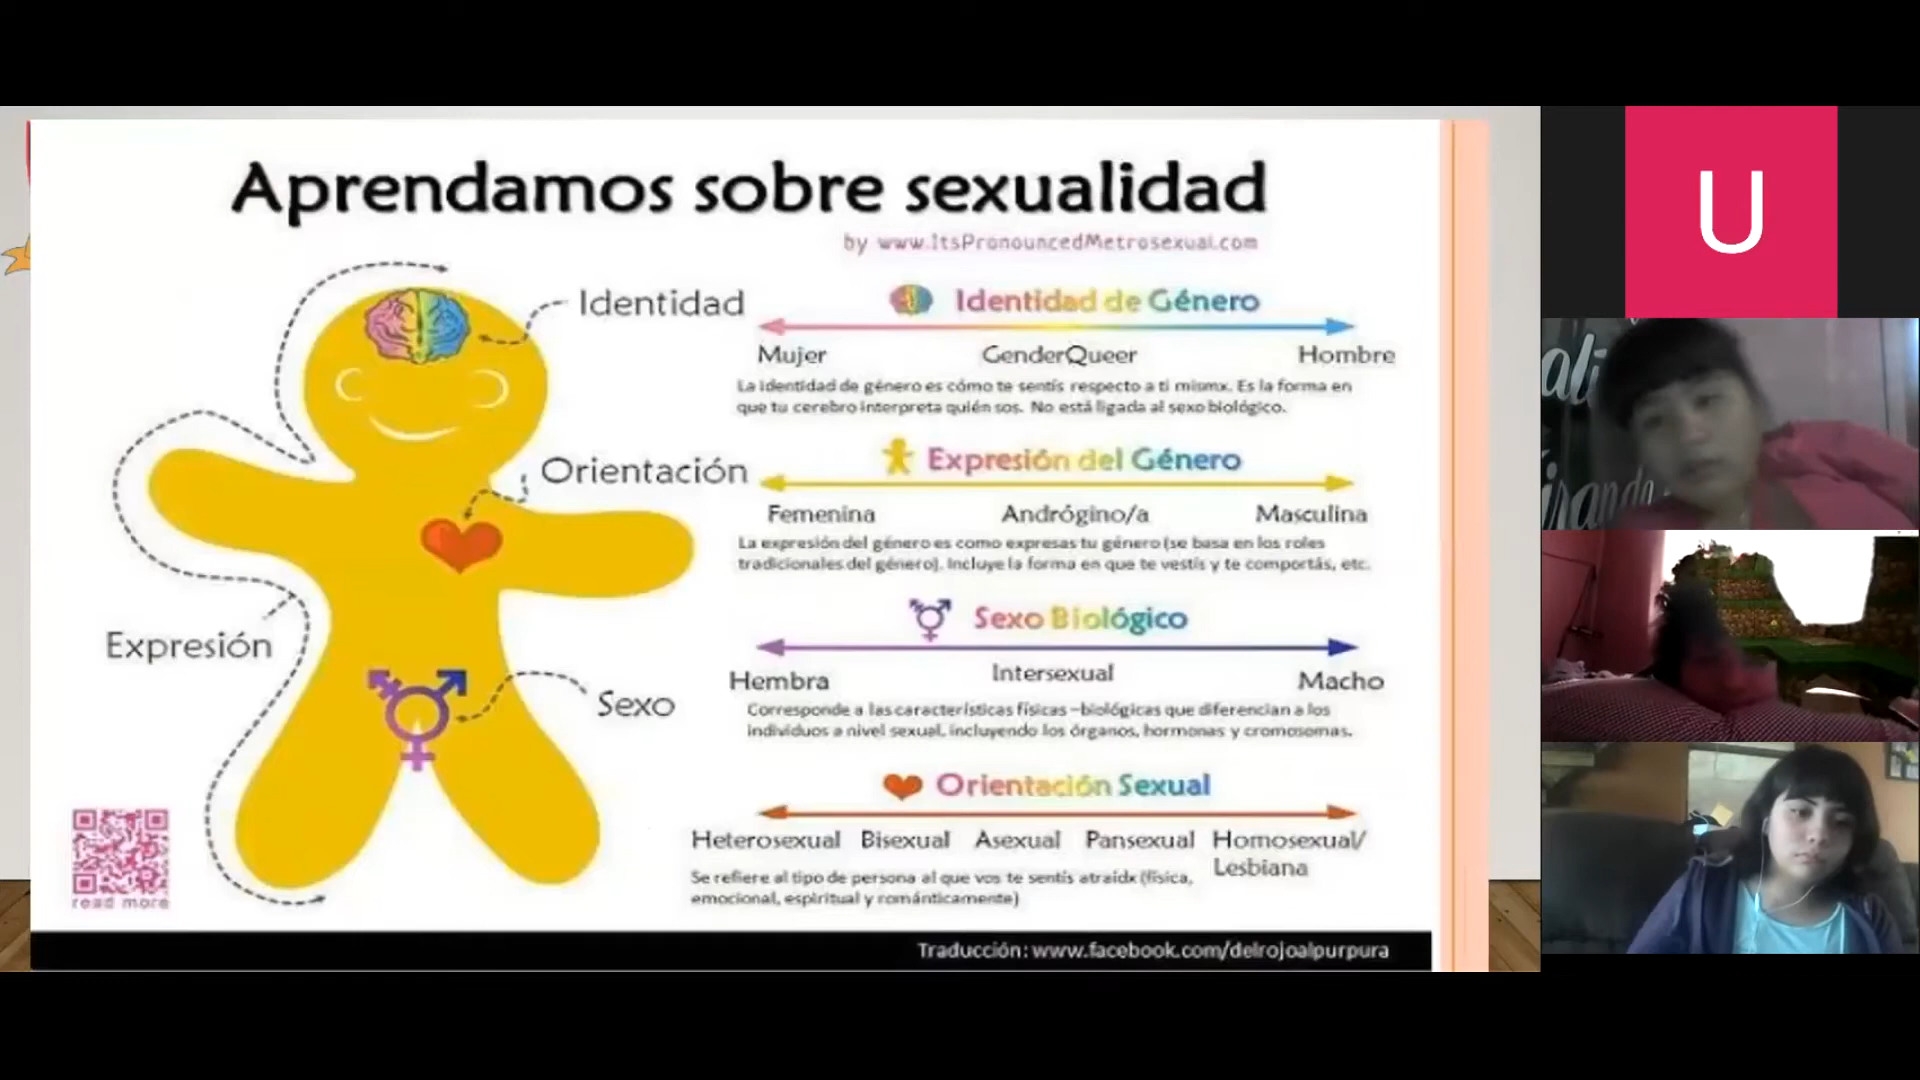 Aprendamos sobre sexualidad
by www.ItsPronouncedMetrosexual.com
Identidad
Identidad de Género
Mujer GenderQueer Hombre
La identidad de género es cómo te sentís respecto a ti mismx. Es la forma en
que tu cerebro interpreta quién sos. No está ligada al sexo biológico.
Orientación
Expresión del Género
Femenina Andrógino/a Masculina
La expresión del género es como expresas tu género (se basa en los roles
tradicionales del género). Incluye la forma en que te vestís y te comportás, etc.
Expresión
Sexo
Sexo Biológico
Hembra Intersexual Macho
Corresponde a las características físicas –biológicas que diferencian a los
individuos a nivel sexual, incluyendo los órganos, hormonas y cromosomas.
Orientación Sexual
Heterosexual Bisexual Asexual Pansexual Homosexual/
Lesbiana
Se refiere al tipo de persona al que vos te sentís atraídx (física,
emocional, espiritual y románticamente)
read more
Traducción: www.facebook.com/delrojoalpurpura
U